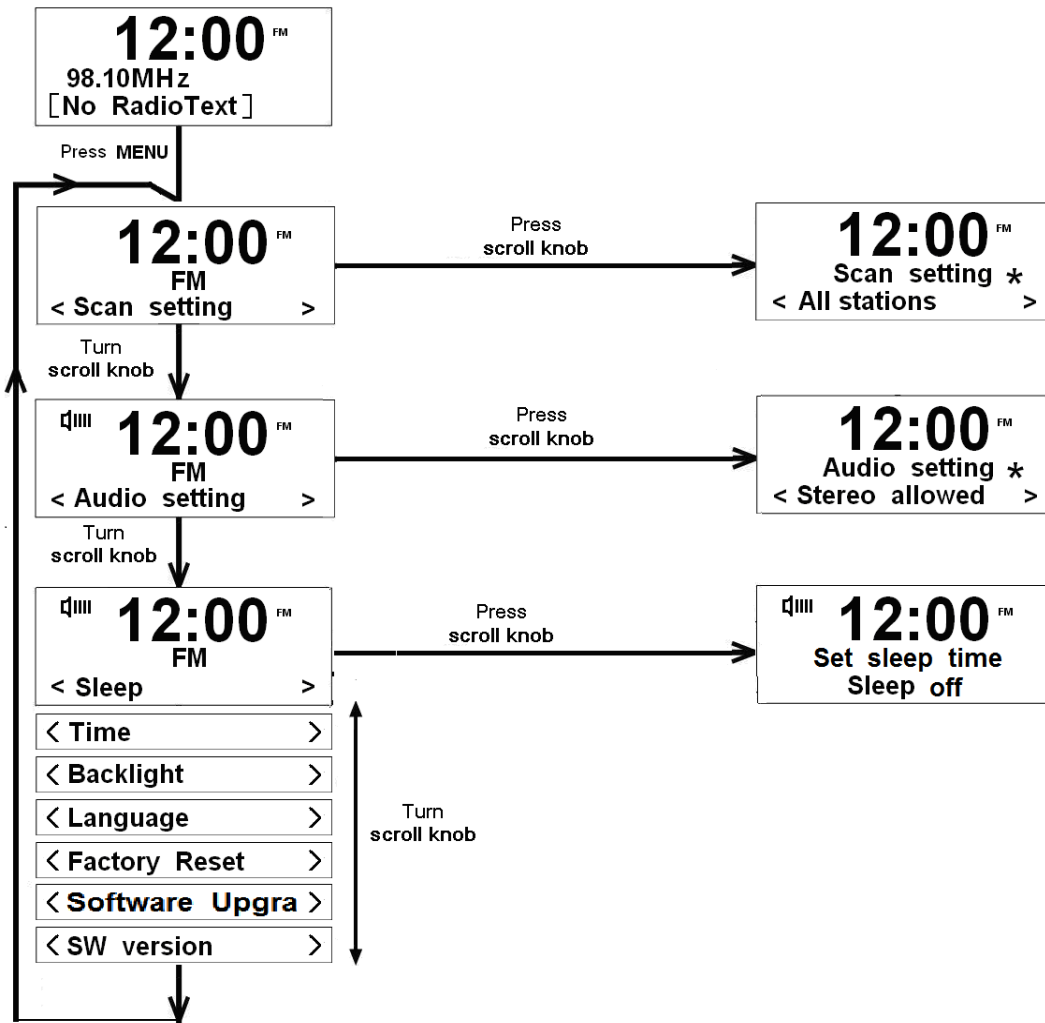 12:00 FM
98.10MHz
[No RadioText]
Press MENU
12:00 FM
FM
< Scan setting >
Press
scroll knob
12:00 FM
Scan setting *
< All stations >
Turn
scroll knob
12:00 FM
FM
< Audio setting >
Press
scroll knob
12:00 FM
Audio setting *
< Stereo allowed >
Turn
scroll knob
12:00 FM
FM
< Sleep >
Press
scroll knob
12:00 FM
Set sleep time
Sleep off
< Time >
< Backlight >
< Language >
< Factory Reset >
< Software Upgra >
< SW version >
Turn
scroll knob